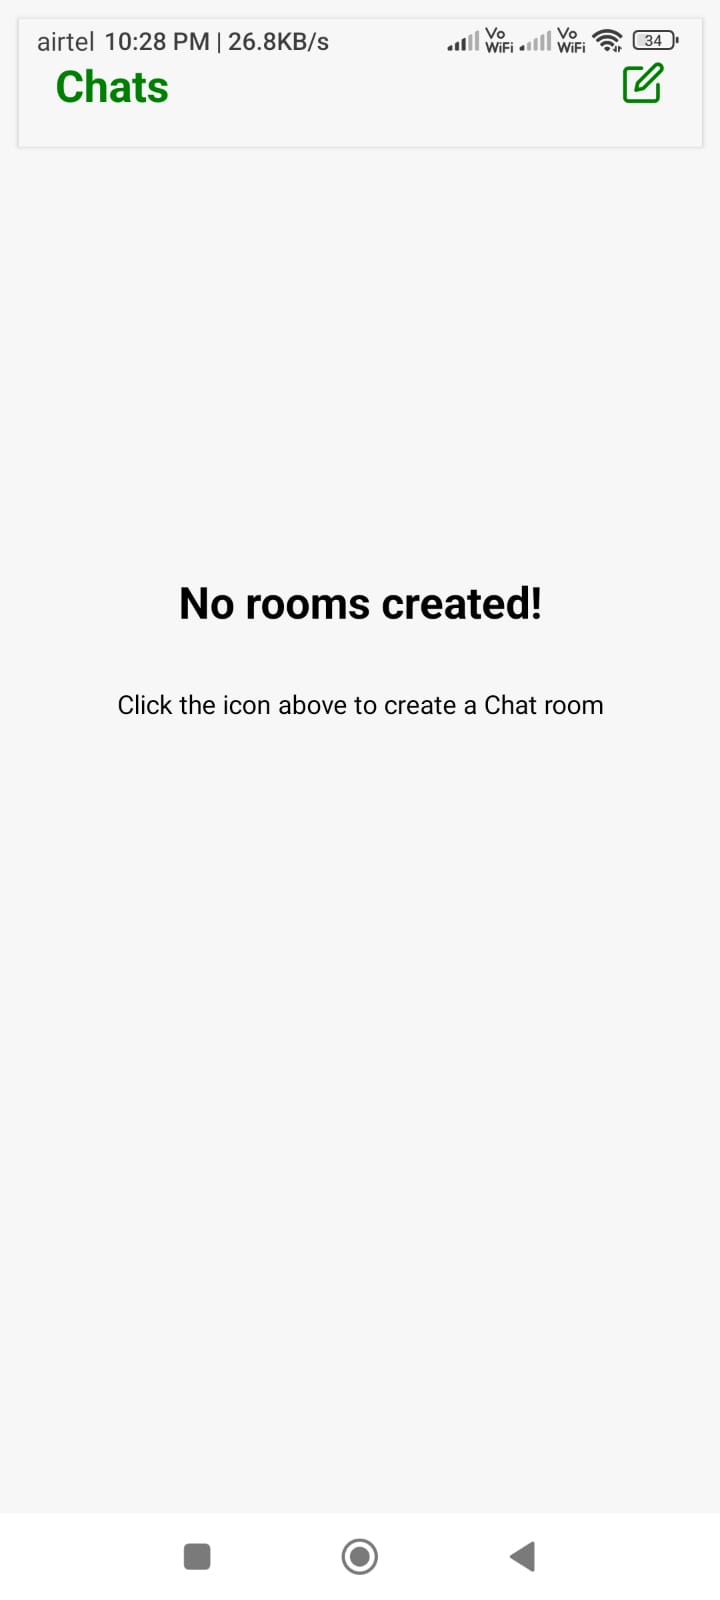 airtel 10:28 PM | 26.8KB/s Vo WiFi Vo WiFi 34
Chats
No rooms created!
Click the icon above to create a Chat room